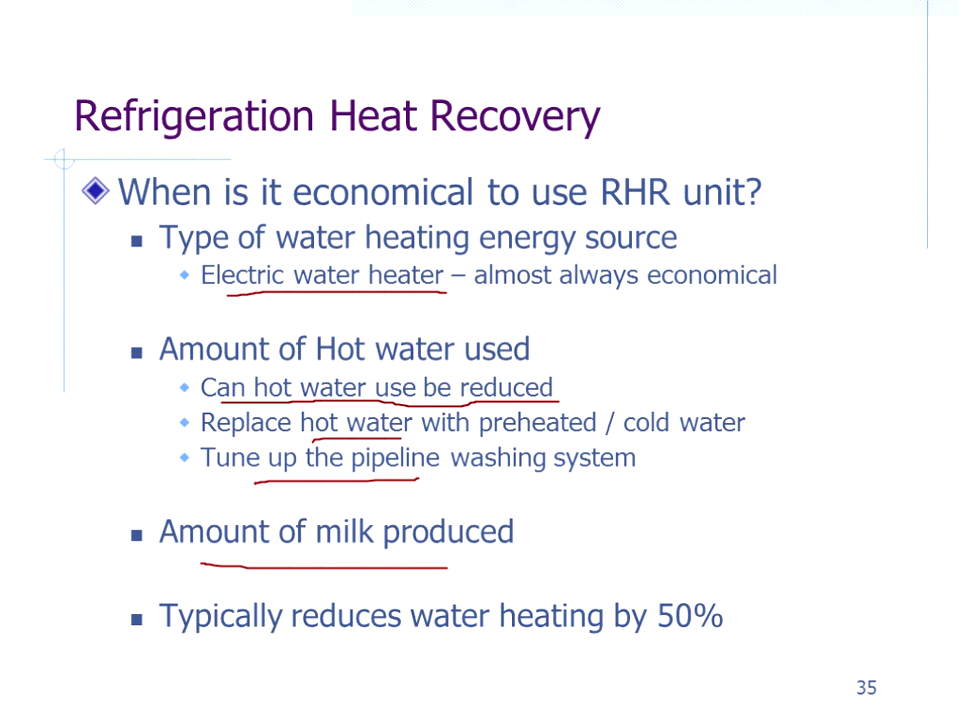 Refrigeration Heat Recovery
When is it economical to use RHR unit?
Type of water heating energy source
Electric water heater – almost always economical
Amount of Hot water used
Can hot water use be reduced
Replace hot water with preheated / cold water
Tune up the pipeline washing system
Amount of milk produced
Typically reduces water heating by 50%
35